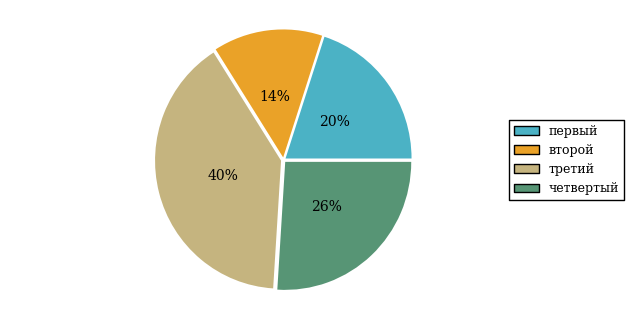 14%
20%
40%
26%
первый
второй
третий
четвертый